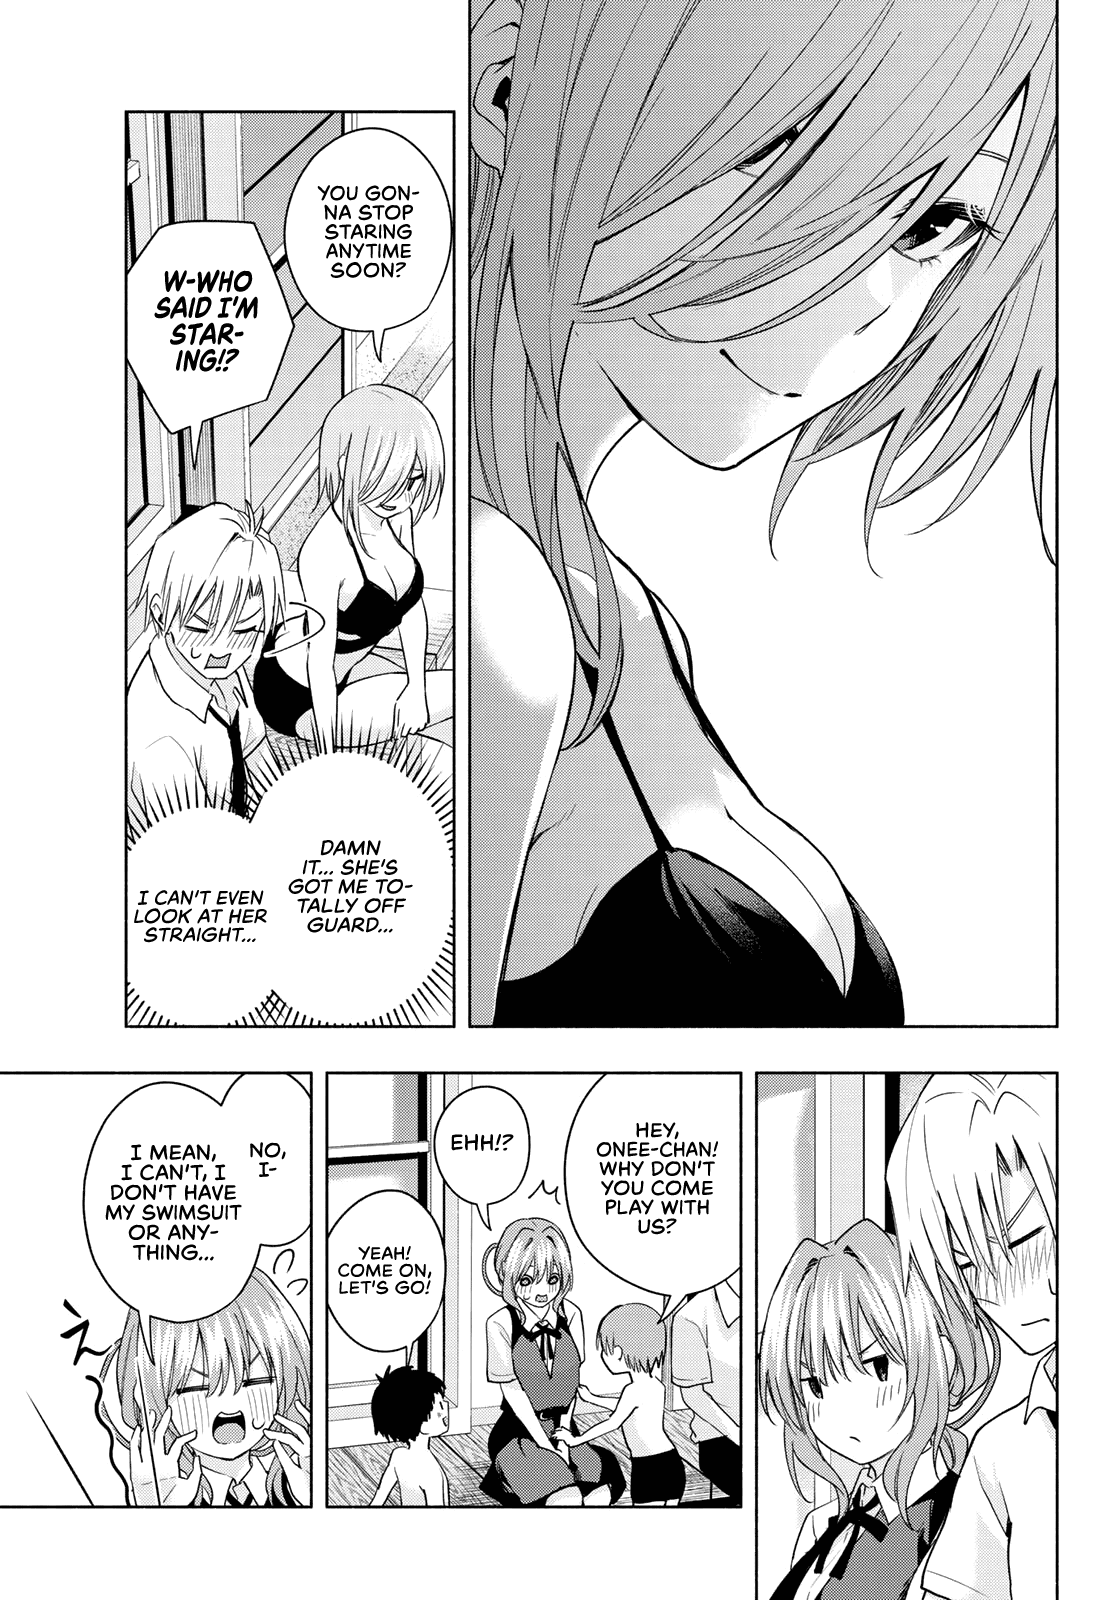 YOU GON-
NA STOP
STARING
ANYTIME
SOON?
W-WHO
SAID I'M
STAR-
ING!?
DAMN
IT... SHE'S
GOT ME TO-
TALLY OFF
GUARD...
I CAN'T EVEN
LOOK AT HER
STRAIGHT...
HEY,
ONEE-CHAN!
WHY DON'T
YOU COME
PLAY WITH
US?
EHH!?
YEAH!
COME ON,
LET'S GO!
NO,
I-
I MEAN,
I CAN'T, I
DON'T HAVE
MY SWIMSUIT
OR ANY-
THING...
え